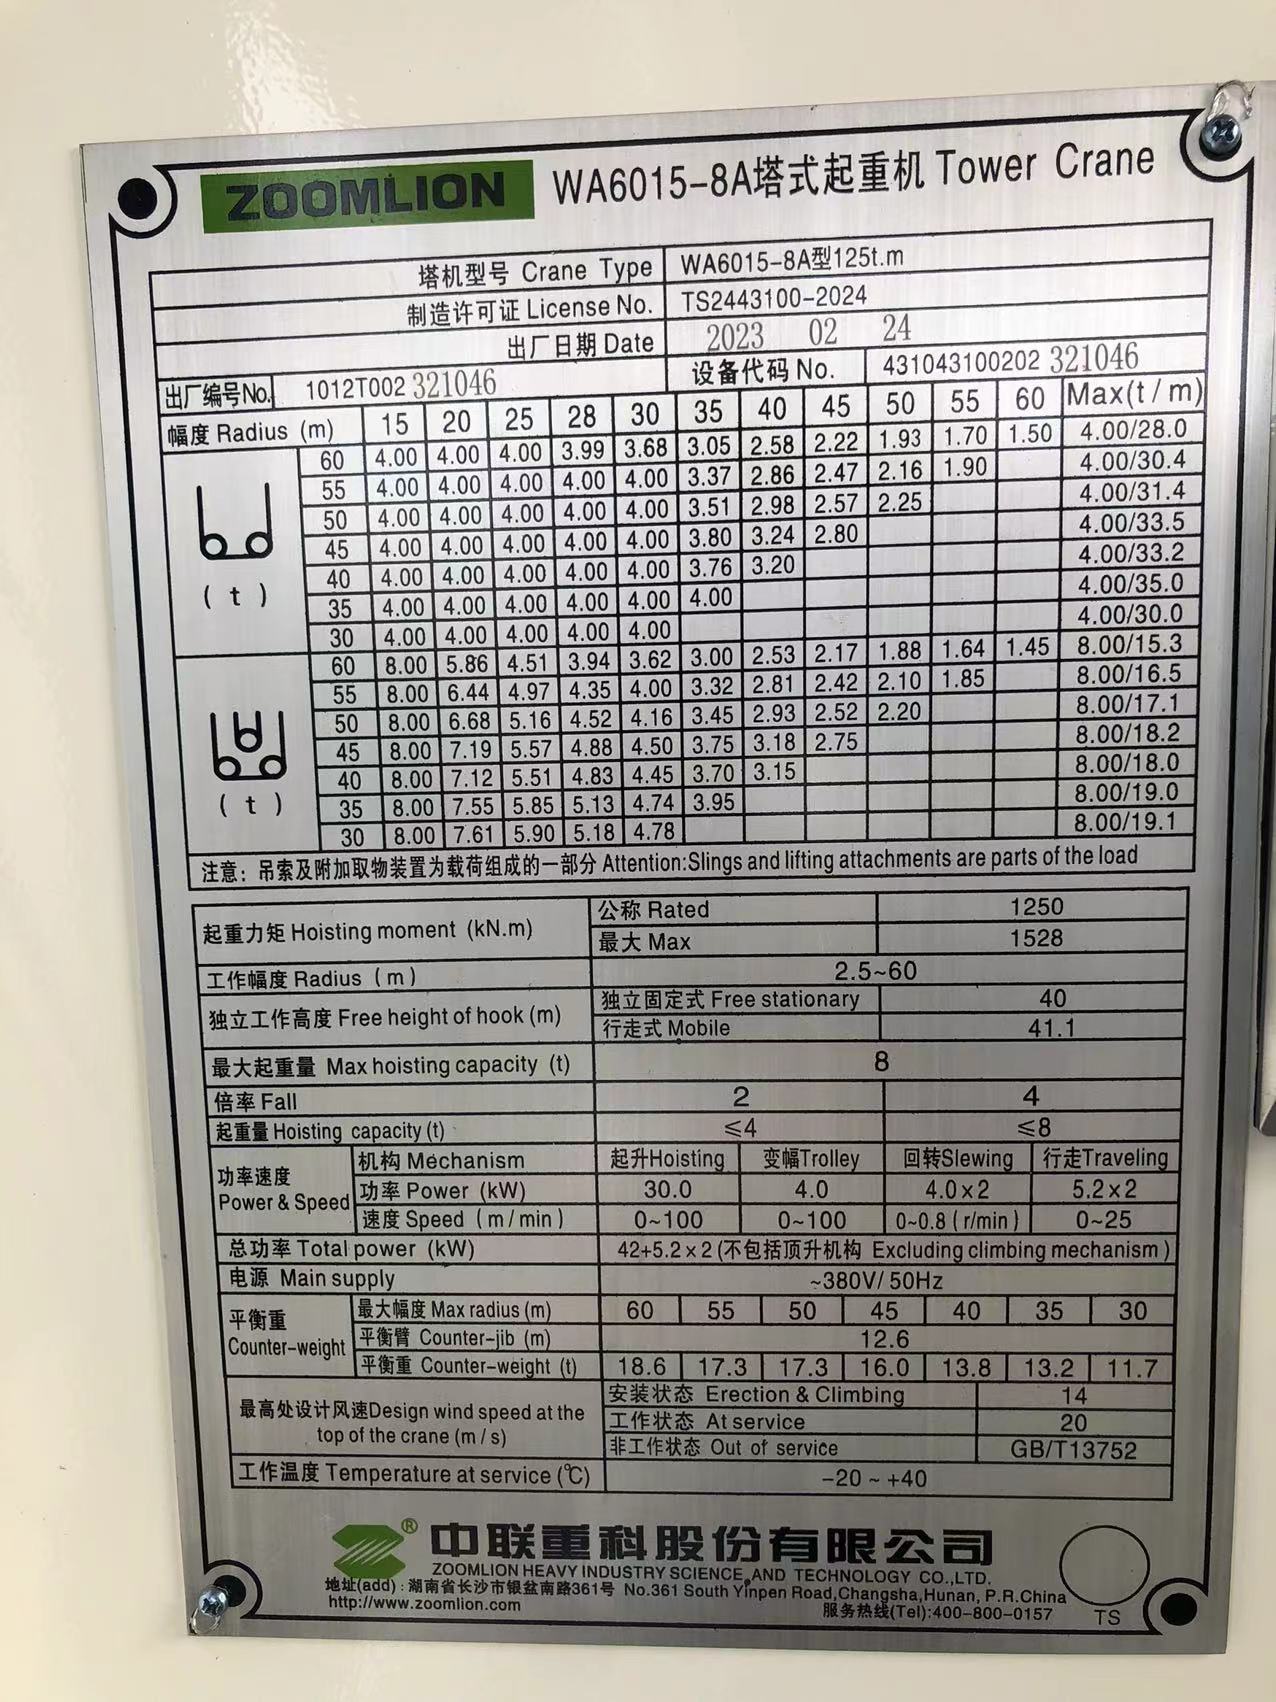 ZOOMLION WA6015-8A塔式起重机 Tower Crane
塔机型号 Crane Type WA6015-8A型125t.m
制造许可证 License No. TS2443100-2024
出厂日期 Date 2023 02 24
出厂编号No. 1012T002 321046 设备代码 No. 431043100202 321046
幅度 Radius (m) 15 20 25 28 30 35 40 45 50 55 60 Max(t / m)
60 4.00 4.00 4.00 3.99 3.68 3.05 2.58 2.22 1.93 1.70 1.50 4.00/28.0
55 4.00 4.00 4.00 4.00 4.00 3.37 2.86 2.47 2.16 1.90 4.00/30.4
50 4.00 4.00 4.00 4.00 4.00 3.51 2.98 2.57 2.25 4.00/31.4
45 4.00 4.00 4.00 4.00 4.00 3.80 3.24 2.80 4.00/33.5
40 4.00 4.00 4.00 4.00 4.00 3.76 3.20 4.00/33.2
( t )
35 4.00 4.00 4.00 4.00 4.00 4.00 4.00/35.0
30 4.00 4.00 4.00 4.00 4.00 4.00/30.0
60 8.00 5.86 4.51 3.94 3.62 3.00 2.53 2.17 1.88 1.64 1.45 8.00/15.3
55 8.00 6.44 4.97 4.35 4.00 3.32 2.81 2.42 2.10 1.85 8.00/16.5
50 8.00 6.68 5.16 4.52 4.16 3.45 2.93 2.52 2.20 8.00/17.1
45 8.00 7.19 5.57 4.88 4.50 3.75 3.18 2.75 8.00/18.2
40 8.00 7.12 5.51 4.83 4.45 3.70 3.15 8.00/18.0
( t )
35 8.00 7.55 5.85 5.13 4.74 3.95 8.00/19.0
30 8.00 7.61 5.90 5.18 4.78 8.00/19.1
注意: 吊索及附加取物装置为载荷组成的一部分 Attention:Slings and lifting attachments are parts of the load
起重力矩 Hoisting moment (kN.m) 公称 Rated 1250
最大 Max 1528
工作幅度 Radius ( m ) 2.5~60
独立工作高度 Free height of hook (m) 独立固定式 Free stationary 40
行走式 Mobile 41.1
最大起重量 Max hoisting capacity (t) 8
倍率 Fall 2 4
起重量 Hoisting capacity (t) ≤4 ≤8
功率速度 Power & Speed 机构 Mechanism 起升Hoisting 变幅Trolley 回转Slewing 行走Traveling
功率 Power (kW) 30.0 4.0 4.0×2 5.2×2
速度 Speed ( m / min ) 0~100 0~100 0~0.8 ( r/min ) 0~25
总功率 Total power (kW) 42+5.2×2 (不包括顶升机构 Excluding climbing mechanism )
电源 Main supply ~380V/ 50Hz
平衡重 Counter-weight 最大幅度 Max radius (m) 60 55 50 45 40 35 30
平衡臂 Counter-jib (m) 12.6
平衡重 Counter-weight (t) 18.6 17.3 17.3 16.0 13.8 13.2 11.7
最高处设计风速Design wind speed at the top of the crane (m / s) 安装状态 Erection & Climbing 14
工作状态 At service 20
非工作状态 Out of service GB/T13752
工作温度 Temperature at service (℃) -20 ~ +40
® 中联重科股份有限公司
ZOOMLION HEAVY INDUSTRY SCIENCE AND TECHNOLOGY CO.,LTD.
地址(add) : 湖南省长沙市银盆南路361号 No.361 South Yinpen Road,Changsha,Hunan, P.R.China
http://www.zoomlion.com 服务热线(Tel):400-800-0157
TS